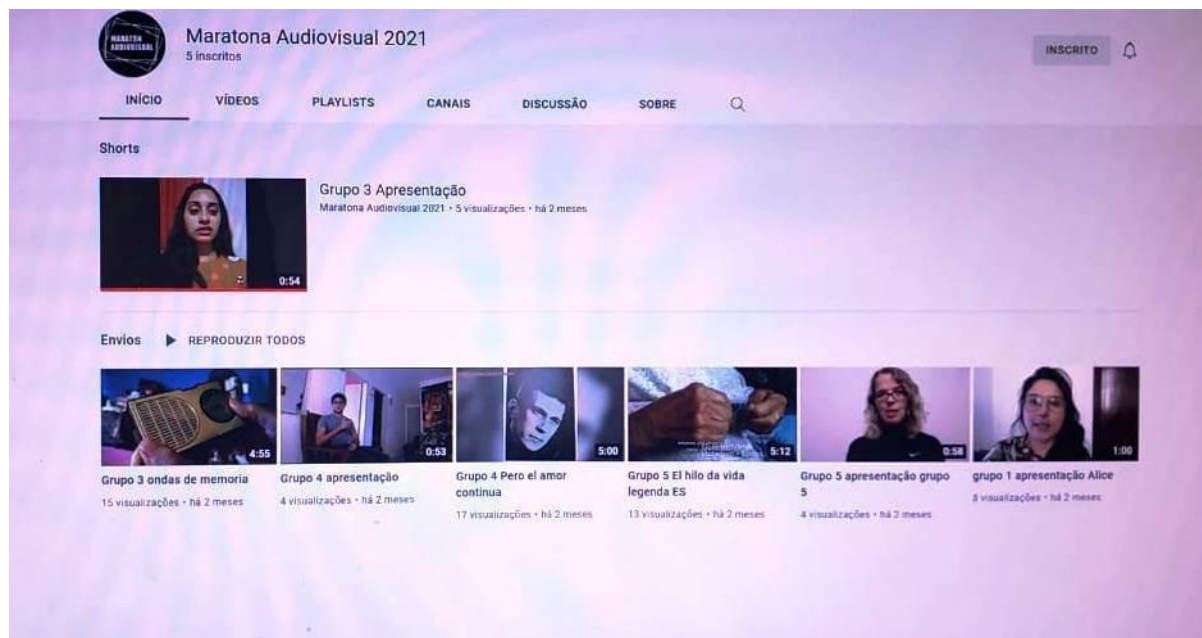 MARATON
AUDIOVISUAL
Maratona Audiovisual 2021
5 inscritos
INSCRITO
INÍCIO VÍDEOS PLAYLISTS CANAIS DISCUSSÃO SOBRE
Shorts
Grupo 3 Apresentação
Maratona Audiovisual 2021 • 5 visualizações • há 2 meses
0:54
Envios REPRODUZIR TODOS
4:55 0:53 5:00 5:12 0:58 1:00
Grupo 3 ondas de memoria
15 visualizações • há 2 meses
Grupo 4 apresentação
4 visualizações • há 2 meses
Grupo 4 Pero el amor
continua
17 visualizações • há 2 meses
Grupo 5 El hilo da vida
legenda ES
13 visualizações • há 2 meses
Grupo 5 apresentação grupo
5
4 visualizações • há 2 meses
grupo 1 apresentação Alice
8 visualizações • há 2 meses